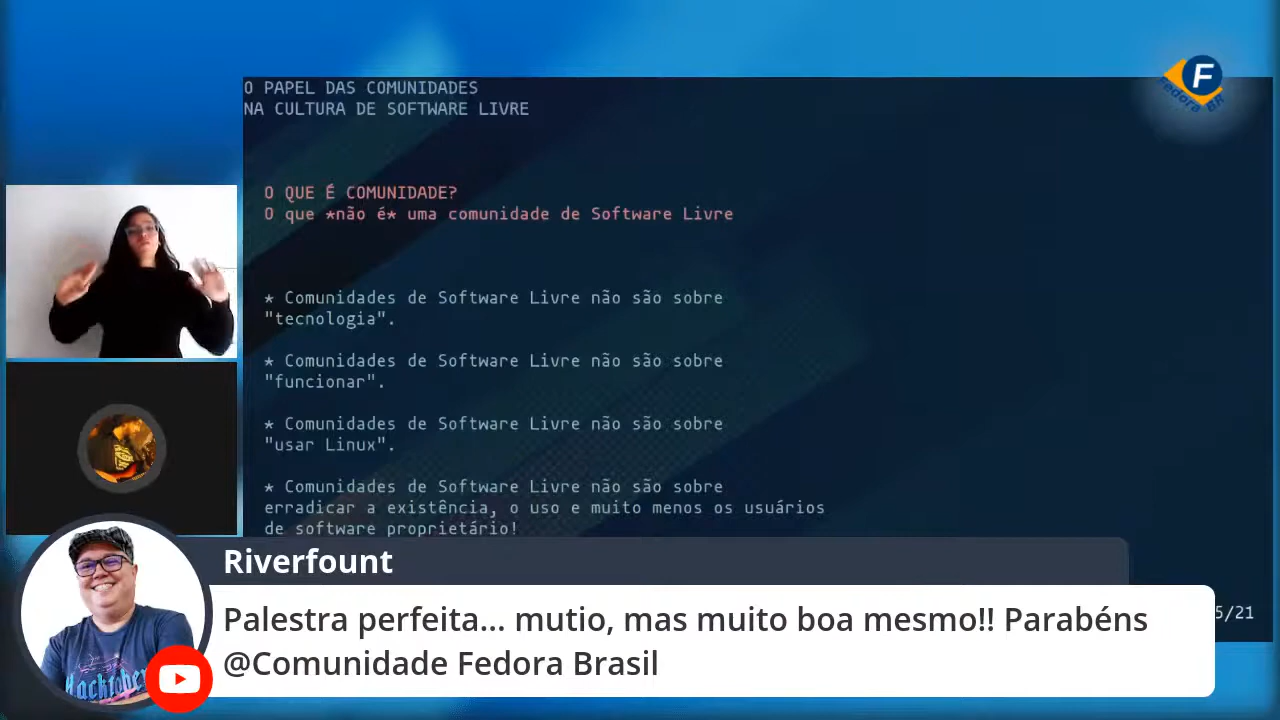 O PAPEL DAS COMUNIDADES
NA CULTURA DE SOFTWARE LIVRE
F
Fedora BR
O QUE É COMUNIDADE?
O que *não é* uma comunidade de Software Livre
* Comunidades de Software Livre não são sobre
"tecnologia".
* Comunidades de Software Livre não são sobre
"funcionar".
* Comunidades de Software Livre não são sobre
"usar Linux".
* Comunidades de Software Livre não são sobre
erradicar a existência, o uso e muito menos os usuários
de software proprietário!
Riverfount
Palestra perfeita... mutio, mas muito boa mesmo!! Parabéns
@Comunidade Fedora Brasil
5/21